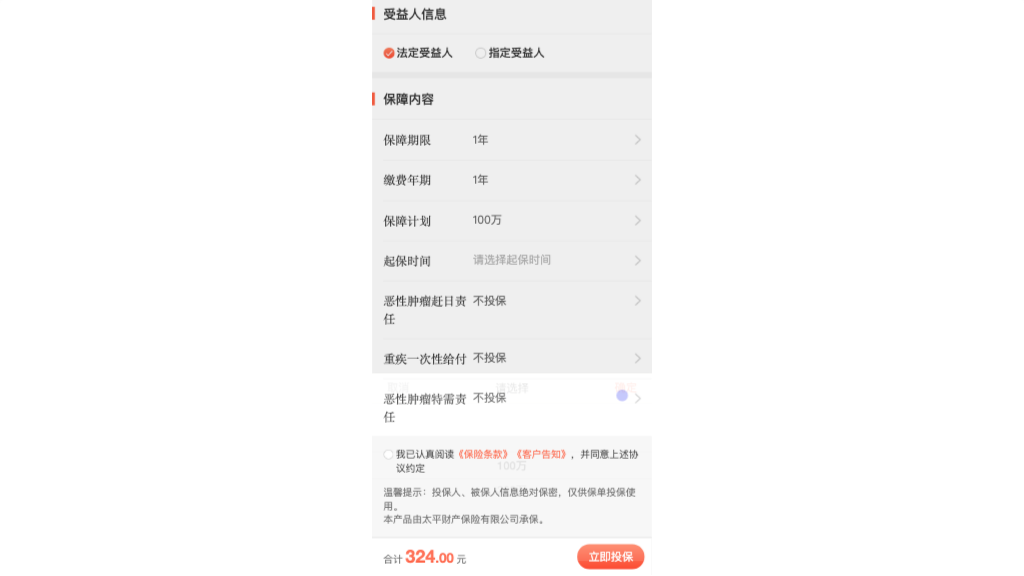 受益人信息
法定受益人 指定受益人
保障内容
保障期限 1年
缴费年期 1年
保障计划 100万
起保时间 请选择起保时间
恶性肿瘤赶日责 不投保
任
重疾一次性给付 不投保
取消 请选择 确定
恶性肿瘤特需责 不投保
任
我已认真阅读《保险条款》《客户告知》，并同意上述协
议约定
100万
温馨提示：投保人、被保人信息绝对保密，仅供保单投保使
用。
本产品由太平财产保险有限公司承保。
合计 324.00 元 立即投保